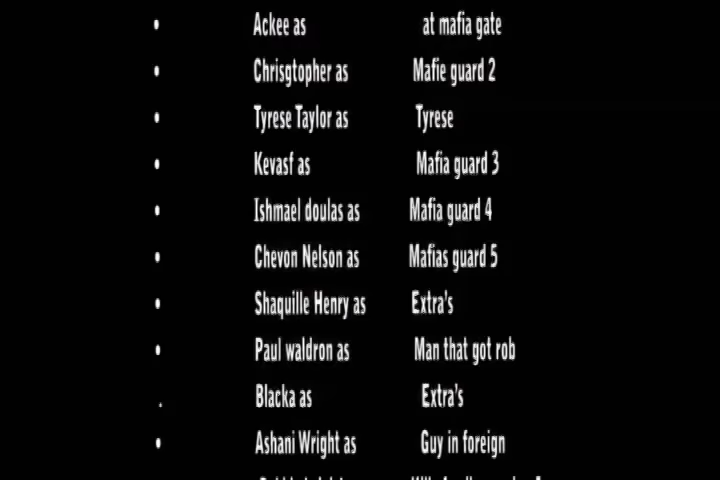 • Ackee as at mafia gate
• Chrisgtopher as Mafie guard 2
• Tyrese Taylor as Tyrese
• Kevasf as Mafia guard 3
• Ishmael doulas as Mafia guard 4
• Chevon Nelson as Mafias guard 5
• Shaquille Henry as Extra's
• Paul waldron as Man that got rob
. Blacka as Extra's
• Ashani Wright as Guy in foreign